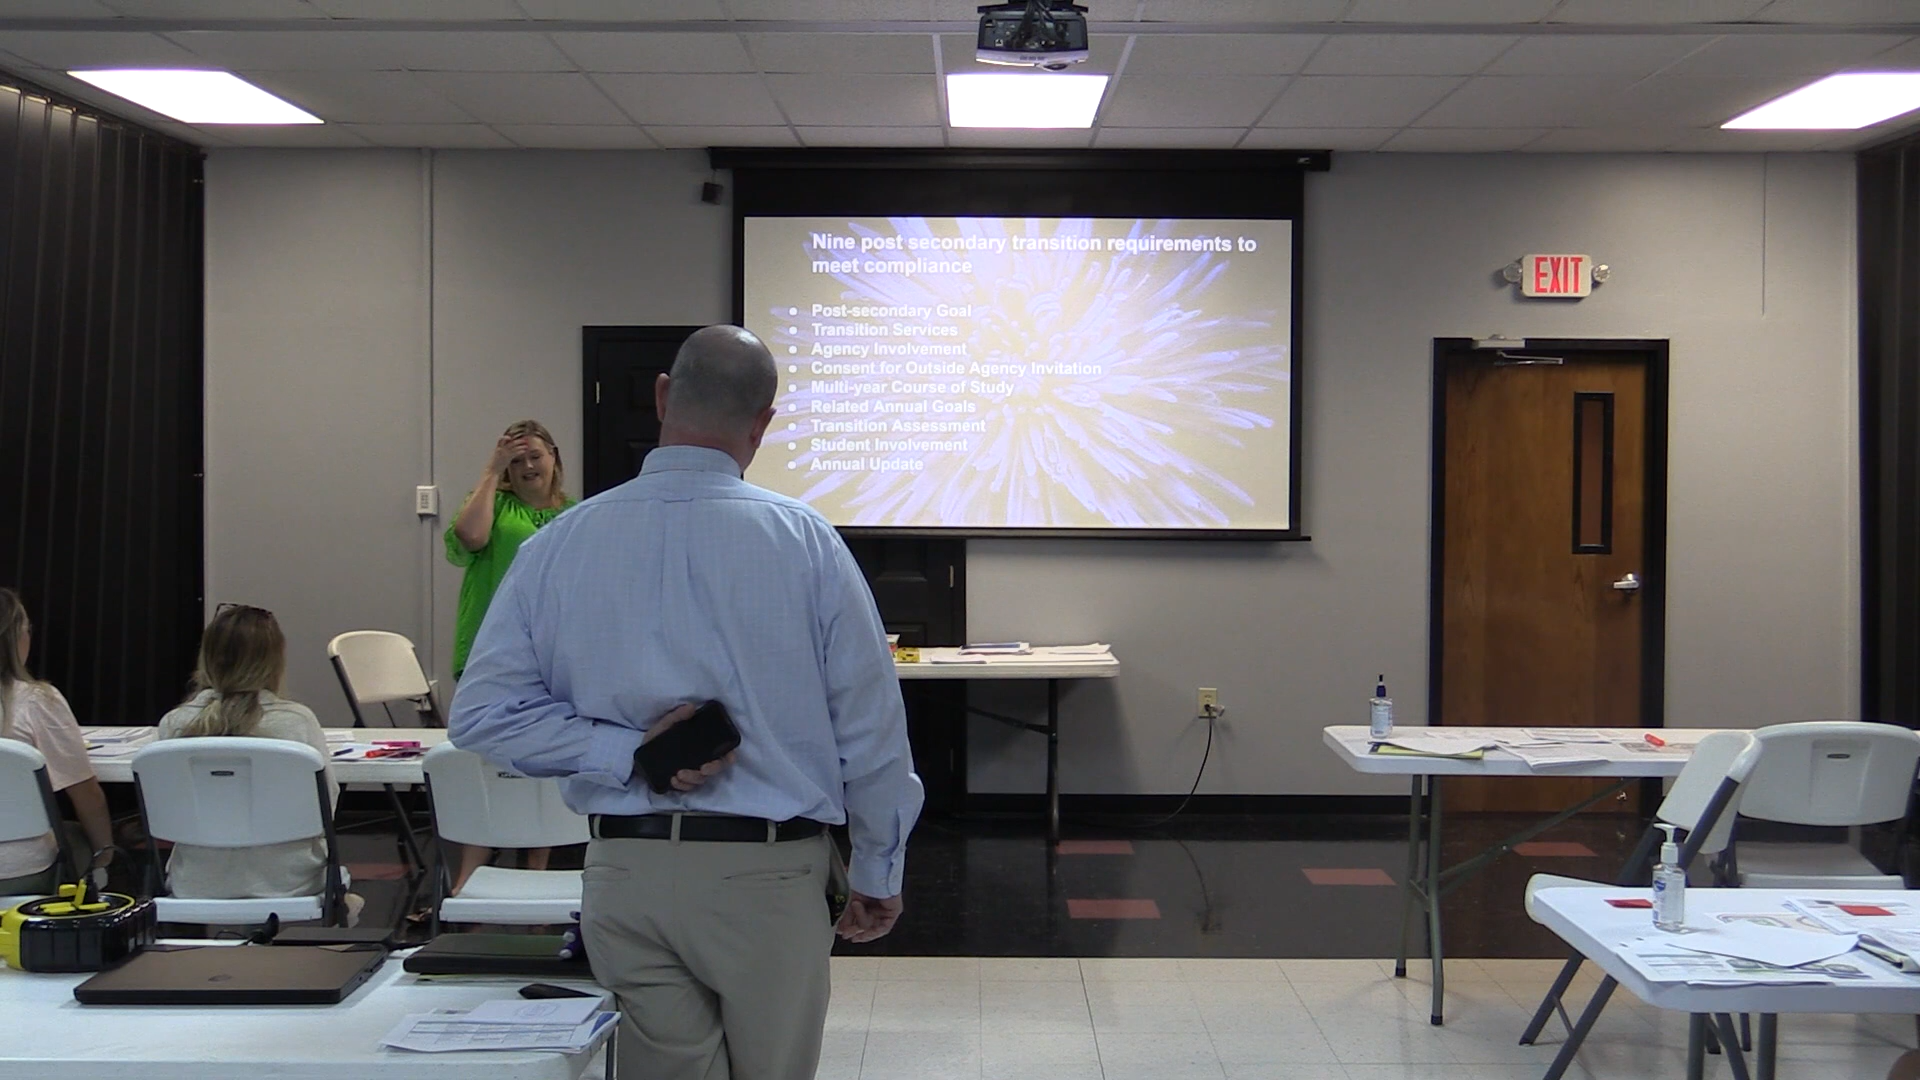 Nine post secondary transition requirements to
meet compliance
● Post-secondary Goal
● Transition Services
● Agency Involvement
● Consent for Outside Agency Invitation
● Multi-year Course of Study
● Related Annual Goals
● Transition Assessment
● Student Involvement
● Annual Update
EXIT